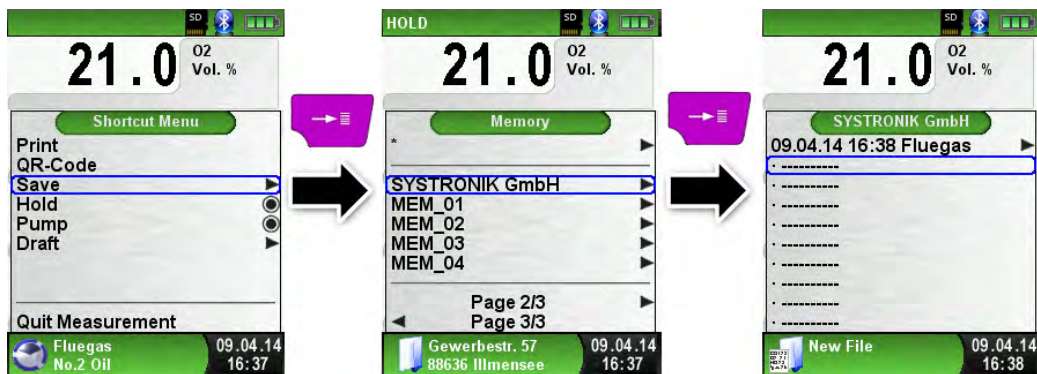 SD
21.0 O2
Vol. %
Shortcut Menu
Print
QR-Code
Save
Hold
Pump
Draft
Quit Measurement
Fluegas 09.04.14
No.2 Oil 16:37
HOLD SD
21.0 O2
Vol. %
Memory
*
SYSTRONIK GmbH
MEM_01
MEM_02
MEM_03
MEM_04
Page 2/3
Page 3/3
Gewerbestr. 57 09.04.14
88636 Illmensee 16:37
SD
21.0 O2
Vol. %
SYSTRONIK GmbH
09.04.14 16:38 Fluegas
· ----------
· ----------
· ----------
· ----------
· ----------
· ----------
· ----------
· ----------
· ----------
New File 09.04.14
16:38